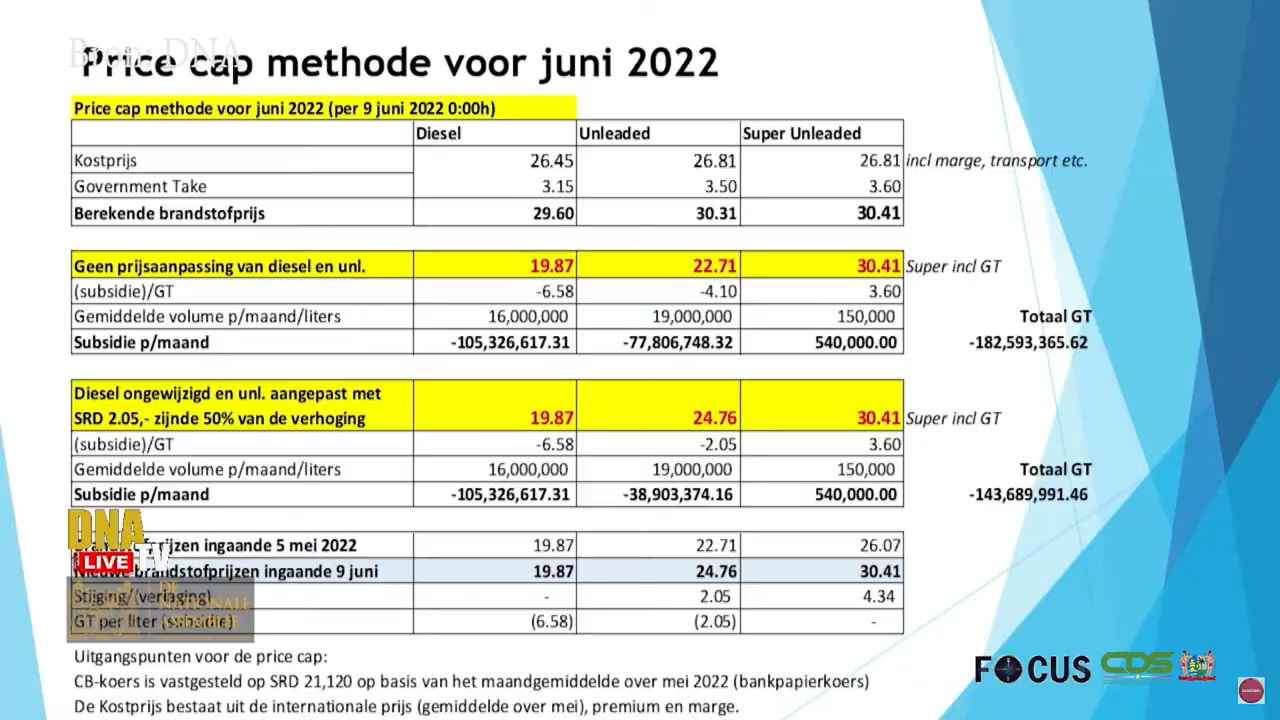 Bron: DNA
Price cap methode voor juni 2022
Price cap methode voor juni 2022 (per 9 juni 2022 0:00h)
Diesel Unleaded Super Unleaded
Kostprijs 26.45 26.81 26.81 incl marge, transport etc.
Government Take 3.15 3.50 3.60
Berekende brandstofprijs 29.60 30.31 30.41
Geen prijsaanpassing van diesel en unl. 19.87 22.71 30.41 Super incl GT
(subsidie)/GT -6.58 -4.10 3.60
Gemiddelde volume p/maand/liters 16,000,000 19,000,000 150,000 Totaal GT
Subsidie p/maand -105,326,617.31 -77,806,748.32 540,000.00 -182,593,365.62
Diesel ongewijzigd en unl. aangepast met
SRD 2.05,- zijnde 50% van de verhoging 19.87 24.76 30.41 Super incl GT
(subsidie)/GT -6.58 -2.05 3.60
Gemiddelde volume p/maand/liters 16,000,000 19,000,000 150,000 Totaal GT
Subsidie p/maand -105,326,617.31 -38,903,374.16 540,000.00 -143,689,991.46
Brandstofprijzen ingaande 5 mei 2022 19.87 22.71 26.07
Nieuwe brandstofprijzen ingaande 9 juni 19.87 24.76 30.41
Stijging/(verlaging) - 2.05 4.34
GT per liter (subsidie) (6.58) (2.05) -
DNA
LIVE TV
DE
NATIONALE
ASSEMBLEE
Uitgangspunten voor de price cap:
CB-koers is vastgesteld op SRD 21,120 op basis van het maandgemiddelde over mei 2022 (bankpapierkoers)
De Kostprijs bestaat uit de internationale prijs (gemiddelde over mei), premium en marge.
FOCUS CDS